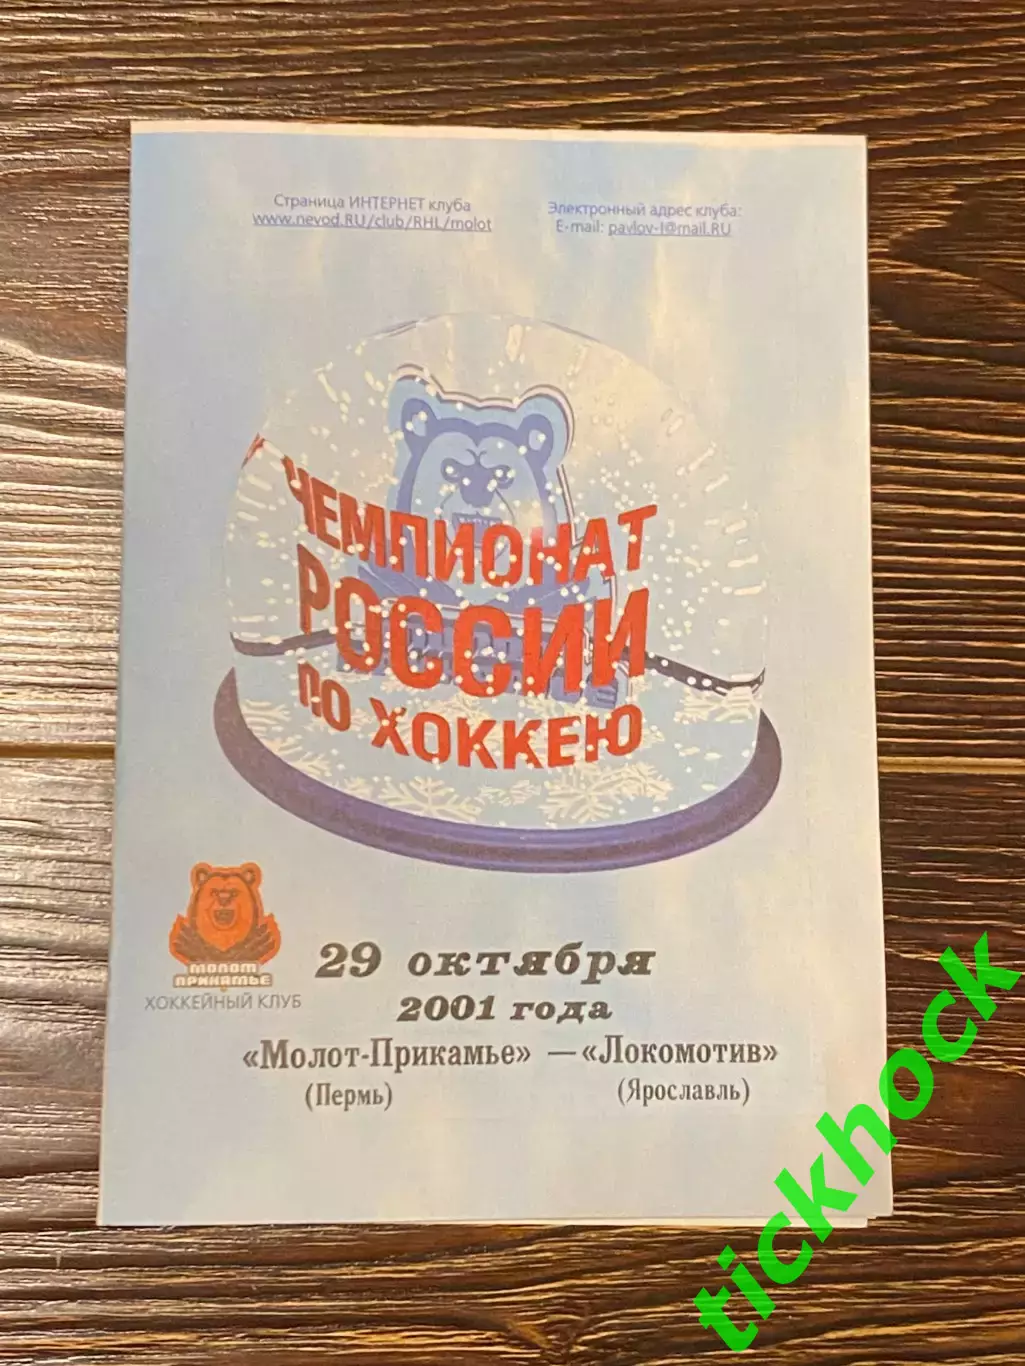 Страница ИНТЕРНЕТ клуба
www.nevod.RU/club/RHL/molot
Электронный адрес клуба:
E-mail: pavlov-l@mail.RU
ЧЕМПИОНАТ
РОССИИ
ПО ХОККЕЮ
МОЛОТ
ПРИКАМЬЕ
ХОККЕЙНЫЙ КЛУБ
29 октября
2001 года
«Молот-Прикамье» — «Локомотив»
(Пермь) (Ярославль)
tickhock